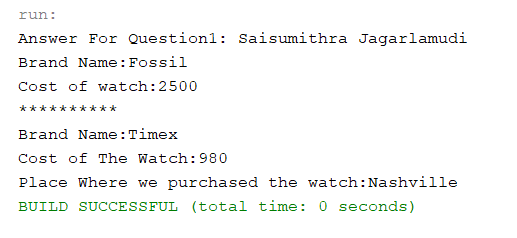 run:
Answer For Question1: Saisumithra Jagarlamudi
Brand Name:Fossil
Cost of watch:2500
**********
Brand Name:Timex
Cost of The Watch:980
Place Where we purchased the watch:Nashville
BUILD SUCCESSFUL (total time: 0 seconds)